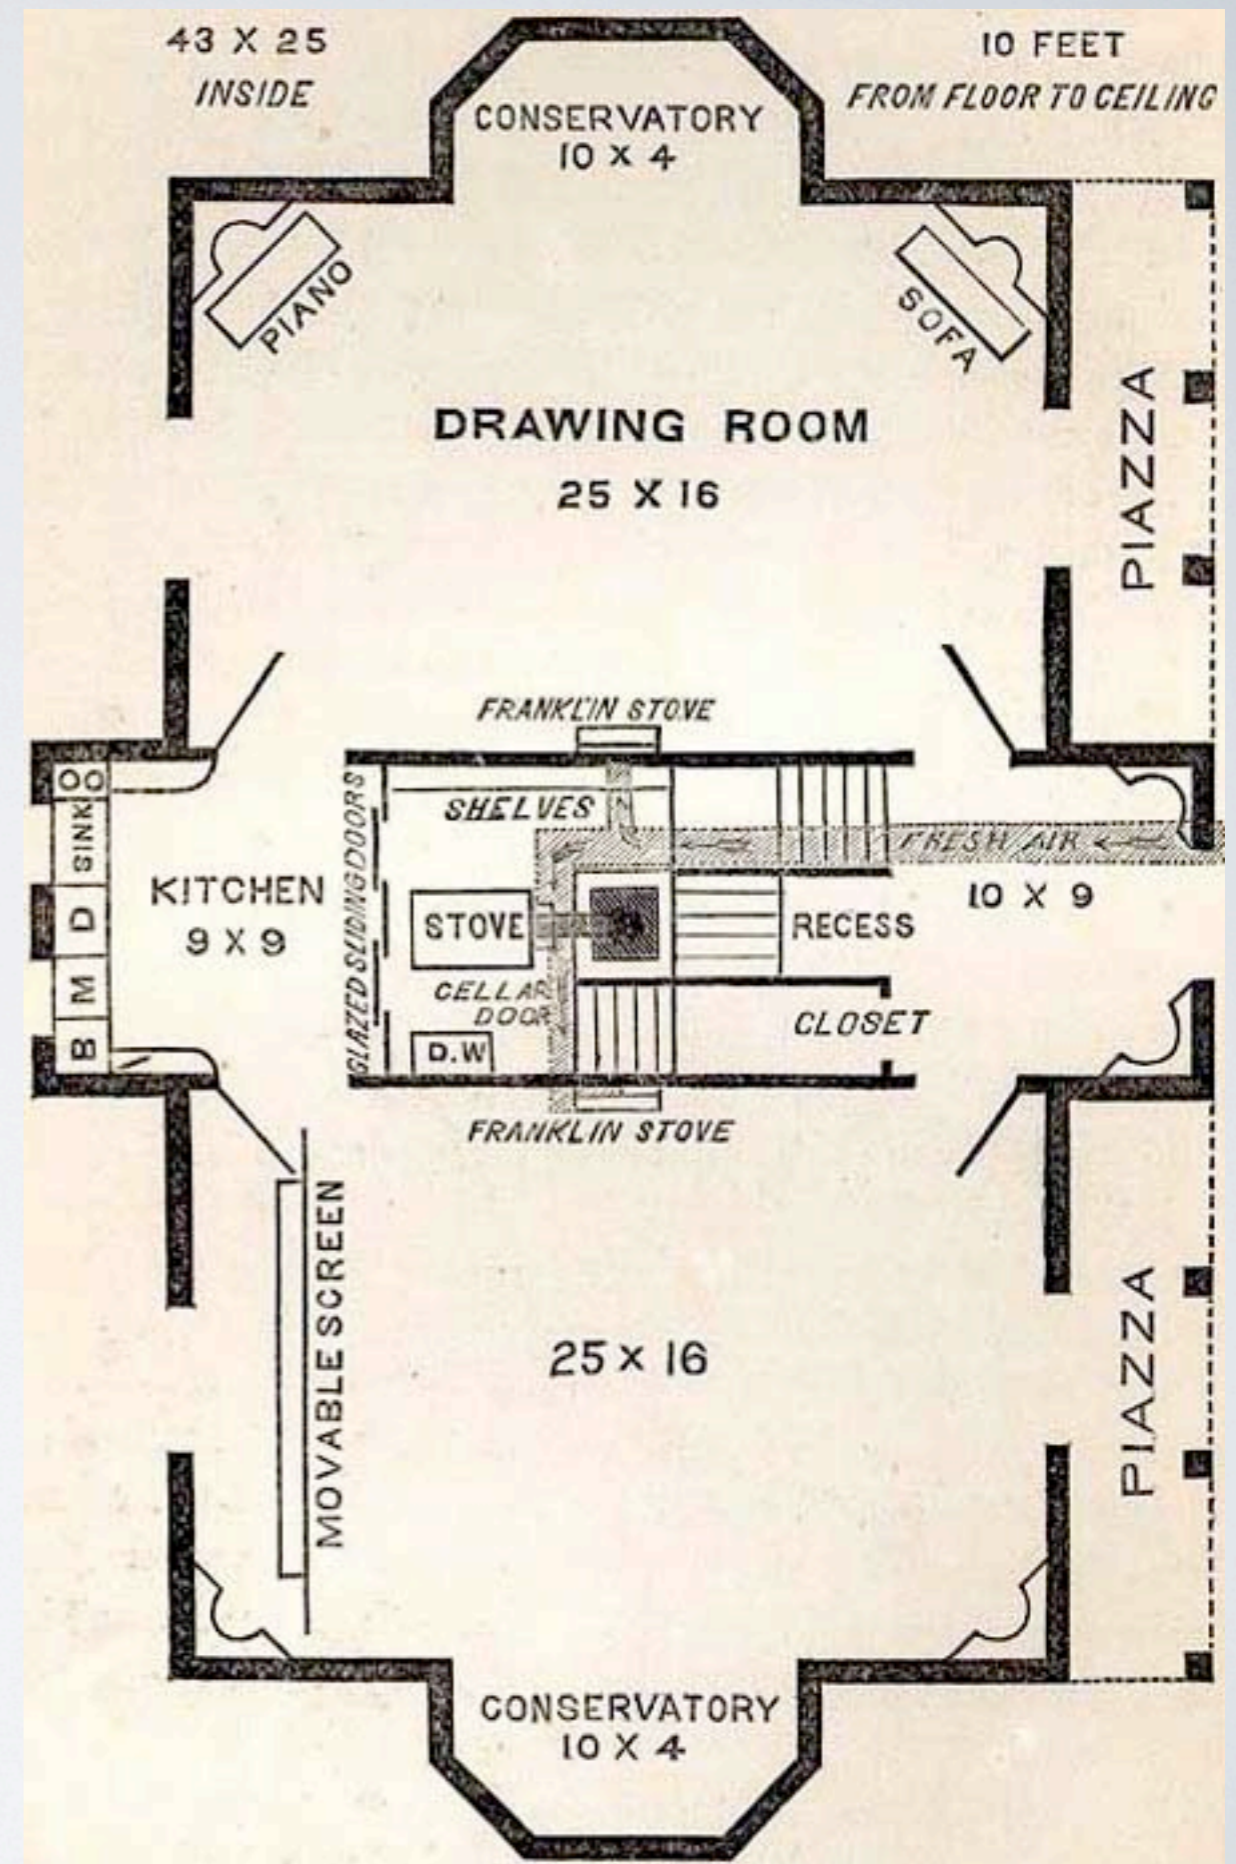 43 X 25
INSIDE
10 FEET
FROM FLOOR TO CEILING
CONSERVATORY
10 X 4
PIANO
SOFA
DRAWING ROOM
25 X 16
PIAZZA
FRANKLIN STOVE
SHELVES
GLAZED SLIDING DOORS
FRESH AIR
OO
SINK
D
M
B
KITCHEN
9 X 9
STOVE
RECESS
10 X 9
CELLAR
DOOR
D.W
CLOSET
FRANKLIN STOVE
MOVABLE SCREEN
25 X 16
PIAZZA
CONSERVATORY
10 X 4